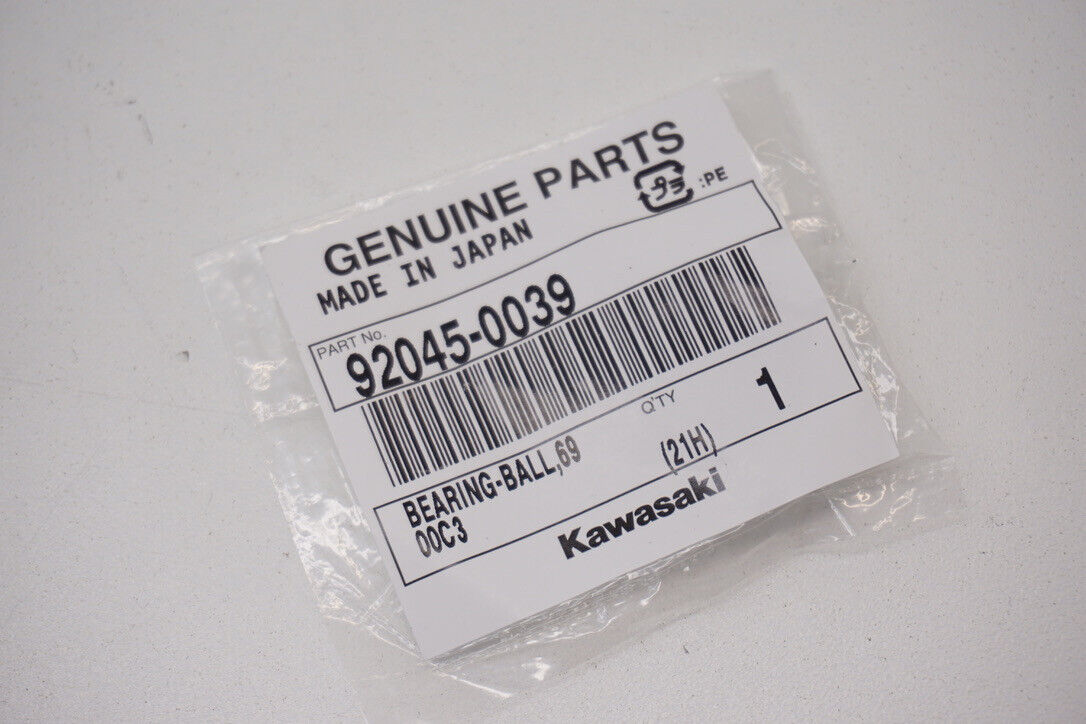 GENUINE PARTS
MADE IN JAPAN
プラ :PE
PART No.
92045-0039
Q'TY 1
BEARING-BALL,69 (21H)
00C3
Kawasaki